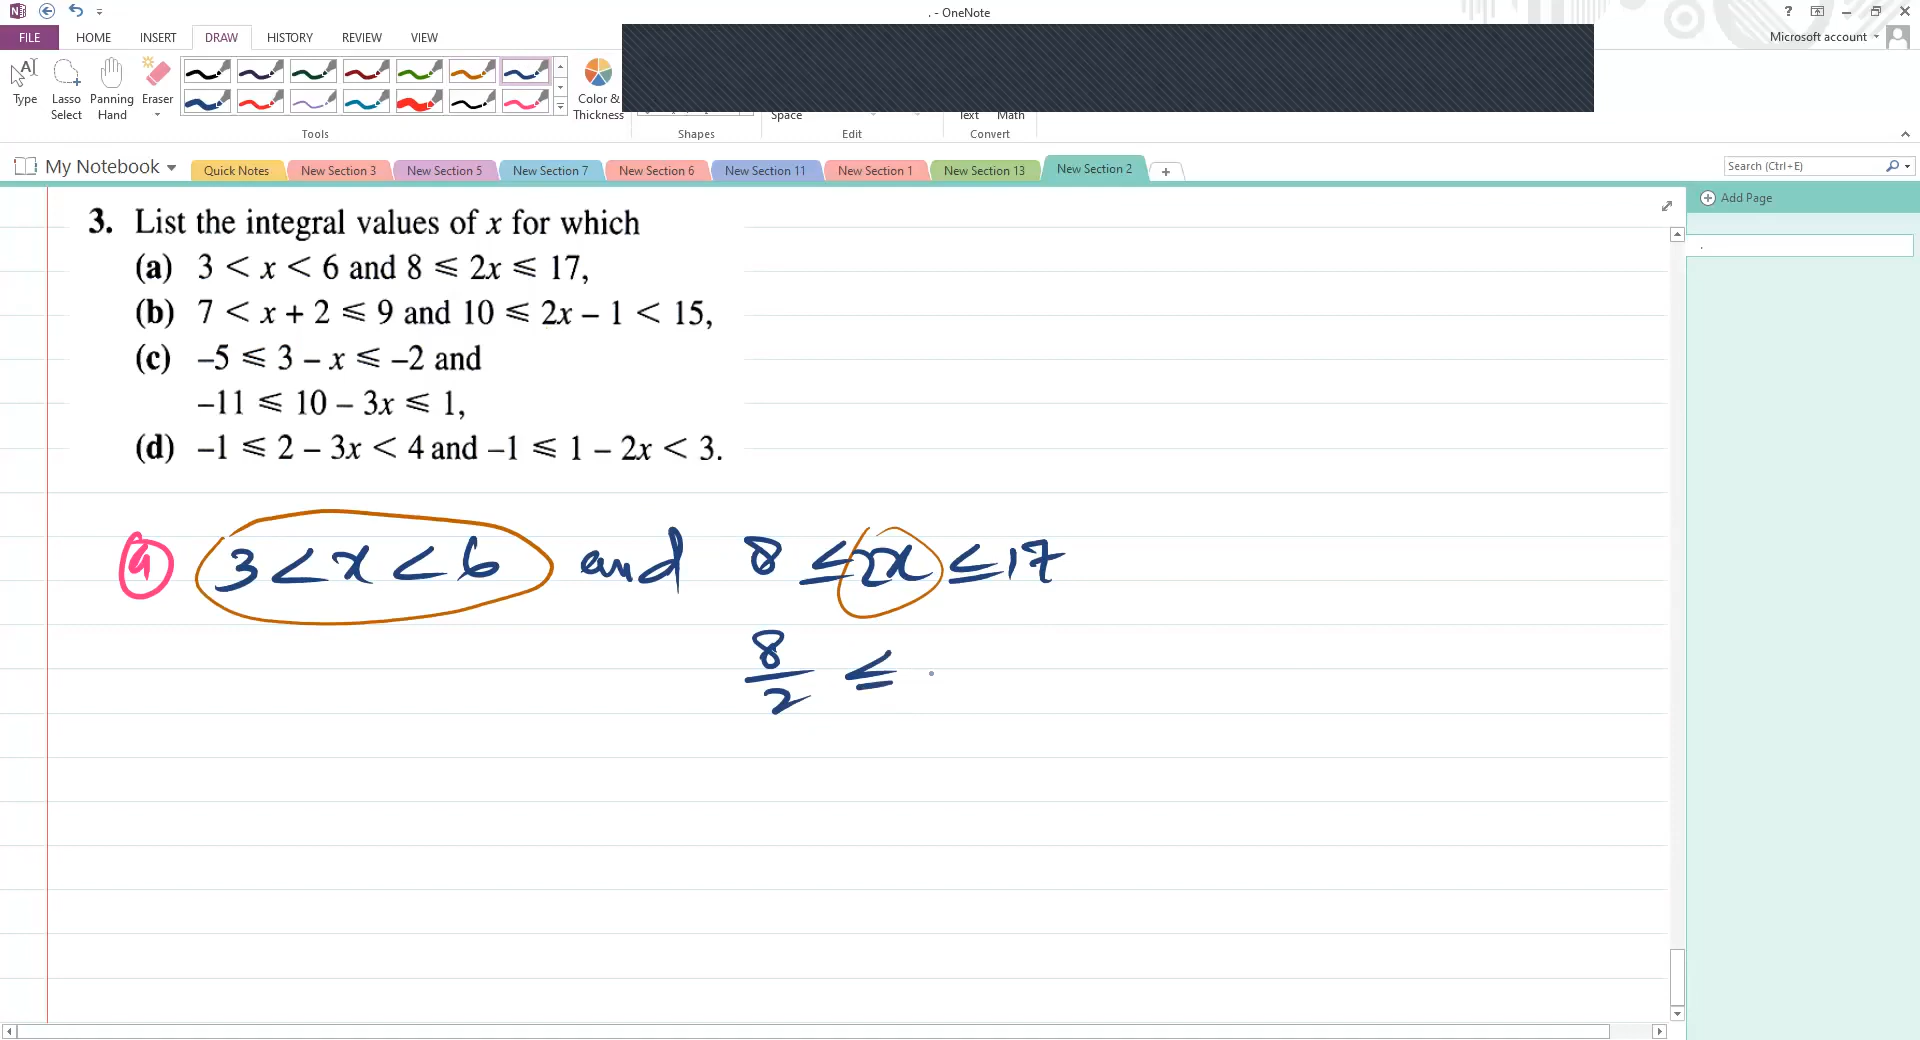 . - OneNote
?
FILE HOME INSERT DRAW HISTORY REVIEW VIEW
Microsoft account
Type Lasso Select Panning Hand Eraser Color & Thickness
Space Text Math
Tools Shapes Edit Convert
My Notebook Quick Notes New Section 3 New Section 5 New Section 7 New Section 6 New Section 11 New Section 1 New Section 13 New Section 2 +
Search (Ctrl+E)
Add Page
.
3. List the integral values of x for which
(a) 3 < x < 6 and 8 ⩽ 2x ⩽ 17,
(b) 7 < x + 2 ⩽ 9 and 10 ⩽ 2x – 1 < 15,
(c) –5 ⩽ 3 – x ⩽ –2 and
–11 ⩽ 10 – 3x ⩽ 1,
(d) –1 ⩽ 2 – 3x < 4 and –1 ⩽ 1 – 2x < 3.
a 3 < x < 6 and 8 ≤ 2x ≤ 17
8/2 ≤